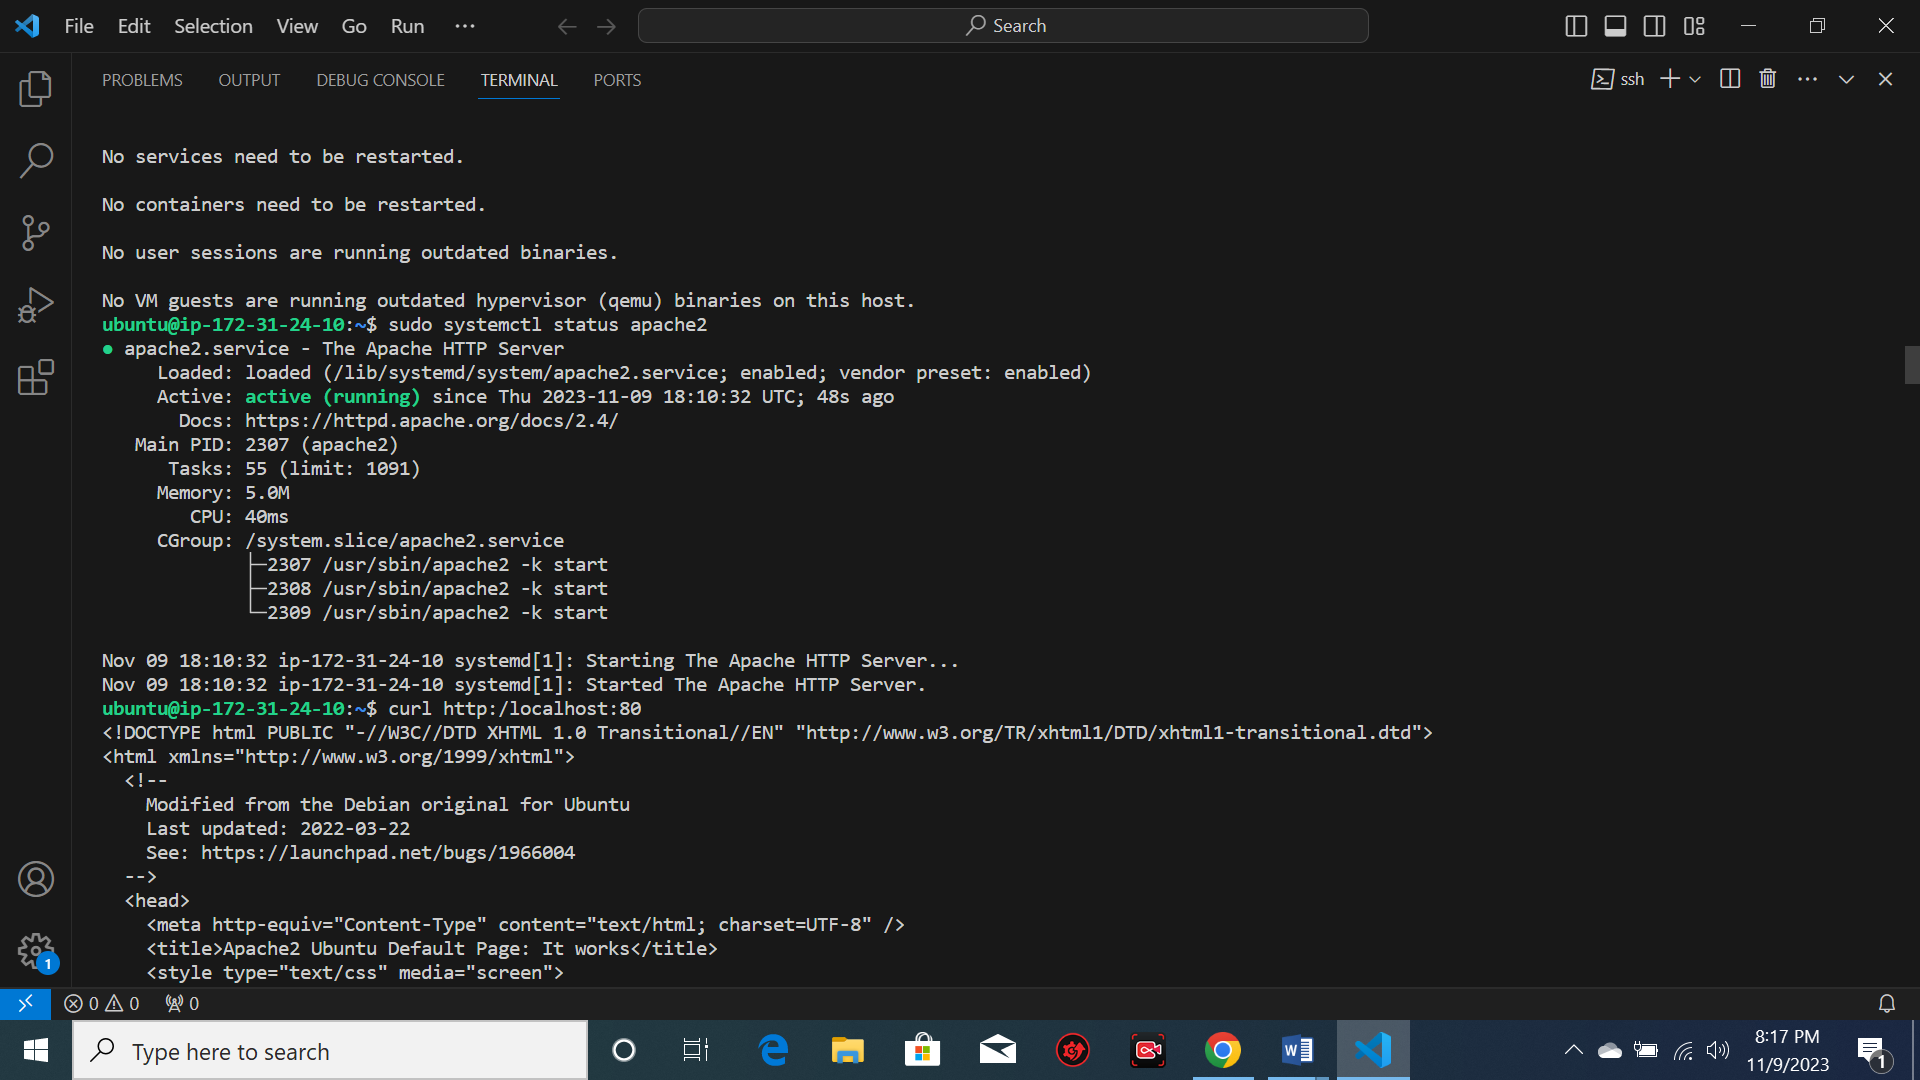 File Edit Selection View Go Run ··· Search
PROBLEMS OUTPUT DEBUG CONSOLE TERMINAL PORTS ssh
No services need to be restarted.
No containers need to be restarted.
No user sessions are running outdated binaries.
No VM guests are running outdated hypervisor (qemu) binaries on this host.
ubuntu@ip-172-31-24-10:~$ sudo systemctl status apache2
● apache2.service - The Apache HTTP Server
Loaded: loaded (/lib/systemd/system/apache2.service; enabled; vendor preset: enabled)
Active: active (running) since Thu 2023-11-09 18:10:32 UTC; 48s ago
Docs: https://httpd.apache.org/docs/2.4/
Main PID: 2307 (apache2)
Tasks: 55 (limit: 1091)
Memory: 5.0M
CPU: 40ms
CGroup: /system.slice/apache2.service
├─2307 /usr/sbin/apache2 -k start
├─2308 /usr/sbin/apache2 -k start
└─2309 /usr/sbin/apache2 -k start
Nov 09 18:10:32 ip-172-31-24-10 systemd[1]: Starting The Apache HTTP Server...
Nov 09 18:10:32 ip-172-31-24-10 systemd[1]: Started The Apache HTTP Server.
ubuntu@ip-172-31-24-10:~$ curl http:/localhost:80
<!DOCTYPE html PUBLIC "-//W3C//DTD XHTML 1.0 Transitional//EN" "http://www.w3.org/TR/xhtml1/DTD/xhtml1-transitional.dtd">
<html xmlns="http://www.w3.org/1999/xhtml">
<!--
Modified from the Debian original for Ubuntu
Last updated: 2022-03-22
See: https://launchpad.net/bugs/1966004
-->
<head>
<meta http-equiv="Content-Type" content="text/html; charset=UTF-8" />
<title>Apache2 Ubuntu Default Page: It works</title>
<style type="text/css" media="screen">
1
0 0 0
Type here to search
8:17 PM
11/9/2023
1